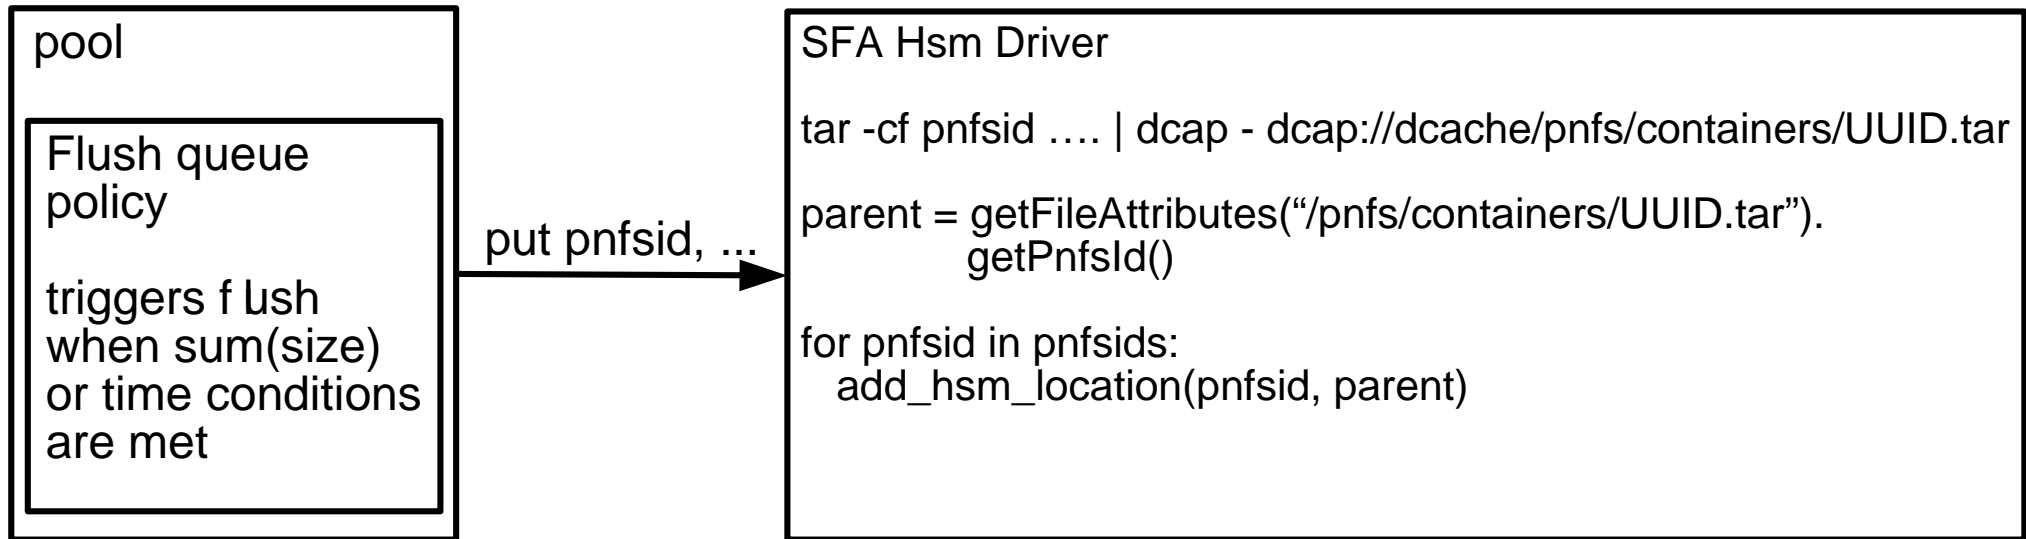 pool
Flush queue
policy
triggers flush
when sum(size)
or time conditions
are met
put pnfsid, ...
SFA Hsm Driver
tar -cf pnfsid .... | dcap - dcap://dcache/pnfs/containers/UUID.tar
parent = getFileAttributes(“/pnfs/containers/UUID.tar”).
getPnfsId()
for pnfsid in pnfsids:
add_hsm_location(pnfsid, parent)